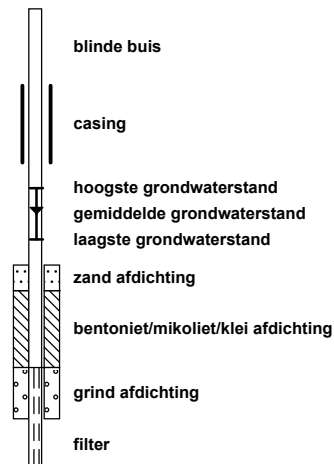 blinde buis
casing
hoogste grondwaterstand
gemiddelde grondwaterstand
laagste grondwaterstand
zand afdichting
bentoniet/mikoliet/klei afdichting
grind afdichting
filter